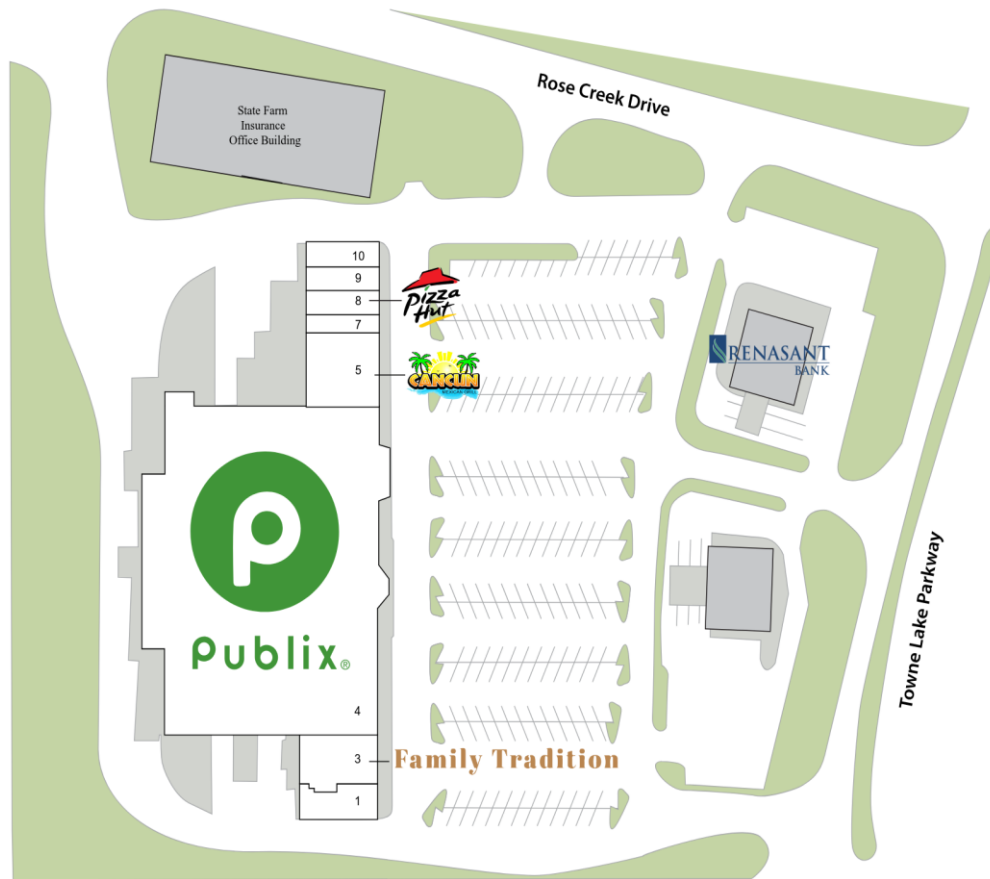 Rose Creek Drive
State Farm
Insurance
Office Building
10
9
8
Pizza
Hut
7
5
CANCUN
RENASANT
BANK
Publix®
Towne Lake Parkway
4
3
Family Tradition
1